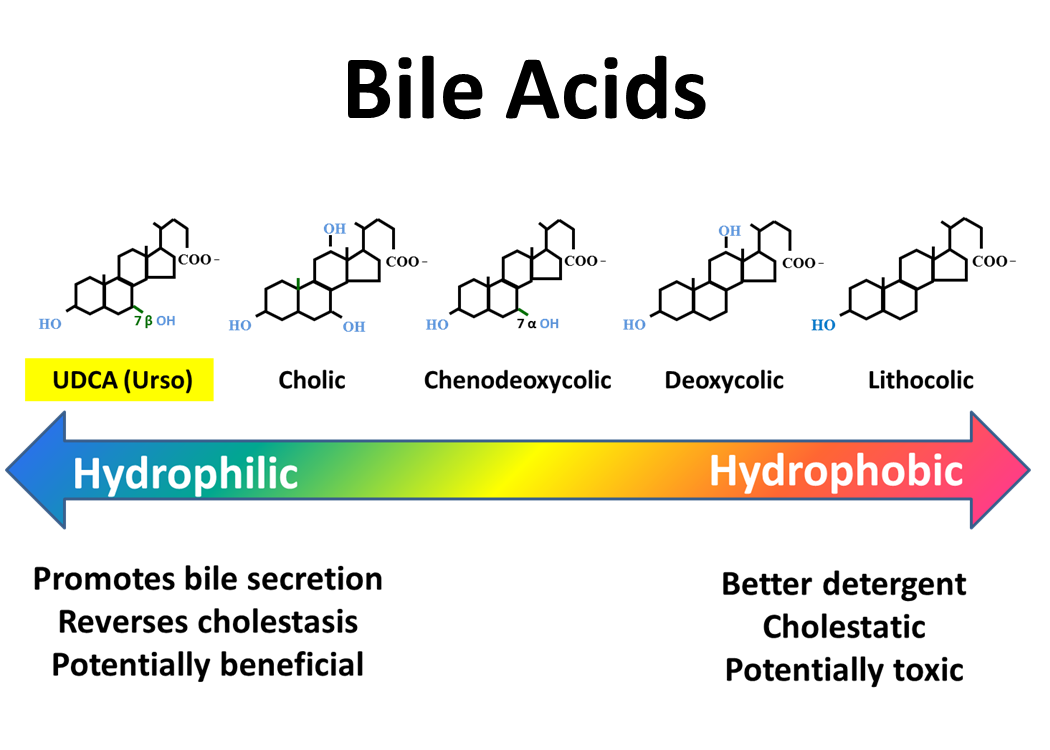 Bile Acids
COO–
7 β OH
HO
OH
COO–
OH
HO
COO–
7 α OH
HO
OH
COO–
HO
COO–
HO
UDCA (Urso)
Cholic
Chenodeoxycolic
Deoxycolic
Lithocolic
Hydrophilic
Hydrophobic
Promotes bile secretion
Reverses cholestasis
Potentially beneficial
Better detergent
Cholestatic
Potentially toxic